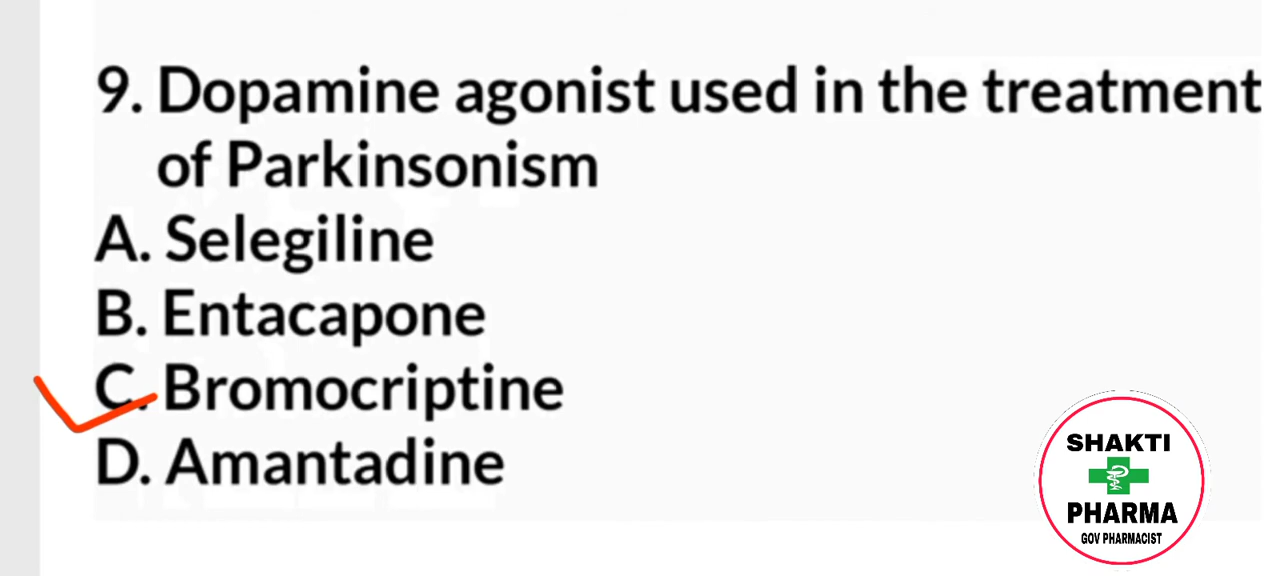 9. Dopamine agonist used in the treatment
of Parkinsonism
A. Selegiline
B. Entacapone
C. Bromocriptine
D. Amantadine
SHAKTI
PHARMA
GOV PHARMACIST